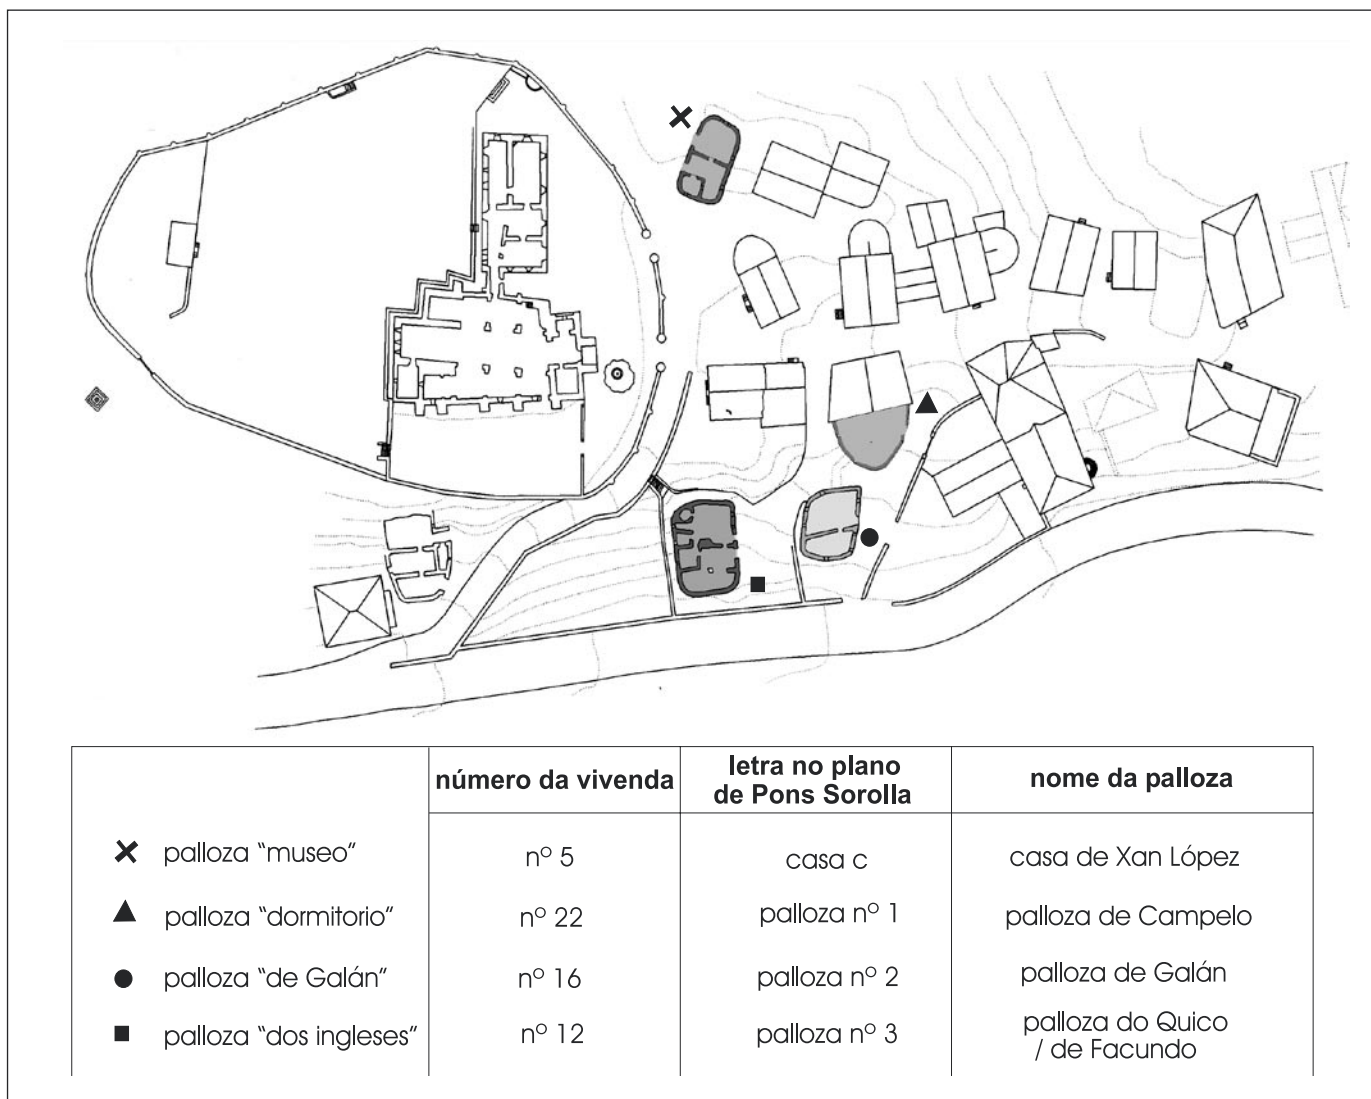 número da vivenda
letra no plano
de Pons Sorolla
nome da palloza
palloza “museo”
nº 5
casa c
casa de Xan López
palloza “dormitorio”
nº 22
palloza nº 1
palloza de Campelo
palloza “de Galán”
nº 16
palloza nº 2
palloza de Galán
palloza “dos ingleses”
nº 12
palloza nº 3
palloza do Quico
/ de Facundo